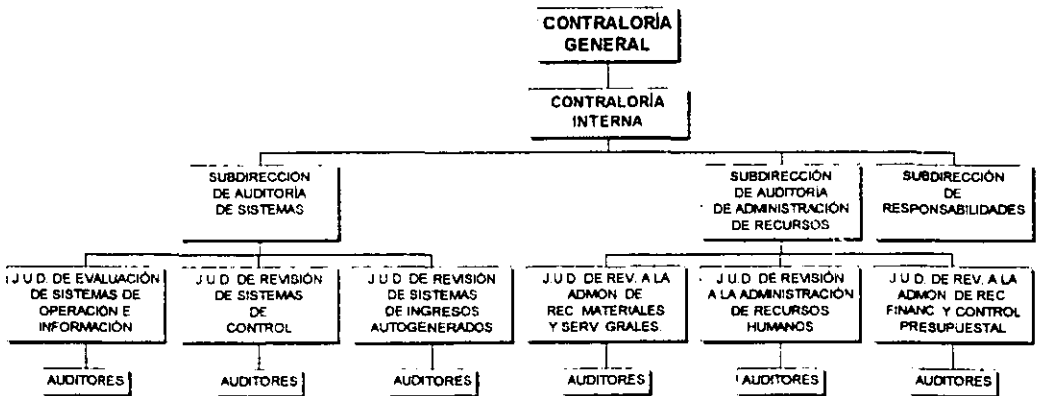 CONTRALORÍA
GENERAL
CONTRALORÍA
INTERNA
SUBDIRECCIÓN
DE AUDITORÍA
DE SISTEMAS
SUBDIRECCIÓN
DE AUDITORÍA
DE ADMINISTRACIÓN
DE RECURSOS
SUBDIRECCIÓN
DE
RESPONSABILIDADES
J.U.D. DE EVALUACIÓN
DE SISTEMAS DE
OPERACIÓN E
INFORMACIÓN
J.U.D. DE REVISIÓN
DE SISTEMAS
DE
CONTROL
J.U.D. DE REVISIÓN
DE SISTEMAS
DE INGRESOS
AUTOGENERADOS
J.U.D. DE REV. A LA
ADMON DE
REC MATERIALES
Y SERV GRALES.
J.U.D. DE REVISIÓN
A LA ADMINISTRACIÓN
DE RECURSOS
HUMANOS
J.U.D. DE REV. A LA
ADMON DE REC
FINANC Y CONTROL
PRESUPUESTAL
AUDITORES
AUDITORES
AUDITORES
AUDITORES
AUDITORES
AUDITORES